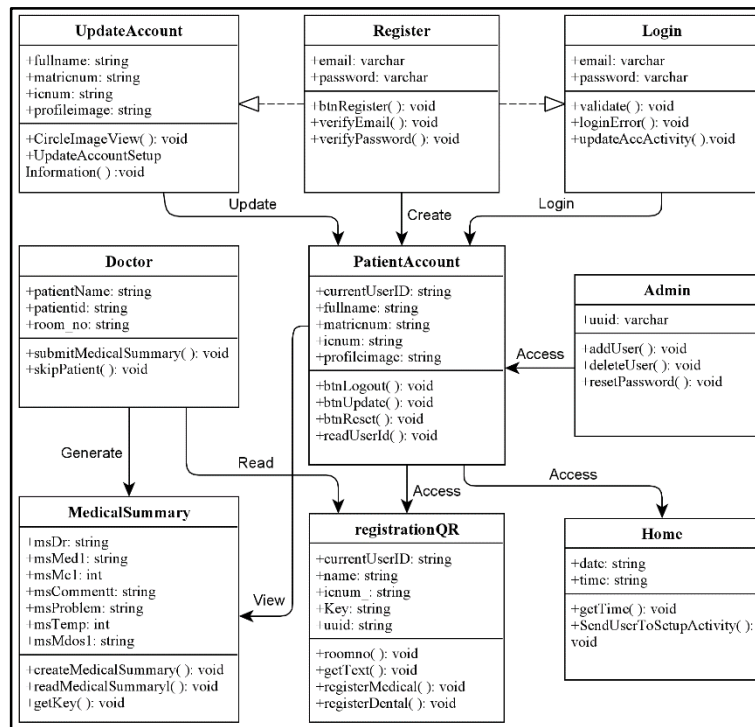 UpdateAccount
+fullname: string
+matricnum: string
+icnum: string
+profileimage: string
+CircleImageView( ): void
+UpdateAccountSetup
Information( ) :void
Register
+email: varchar
+password: varchar
+btnRegister( ): void
+verifyEmail( ): void
+verifyPassword( ): void
Login
+email: varchar
+password: varchar
+validate( ): void
+loginError( ): void
+updateAccActivity( ).void
Update
Create
Login
Doctor
+patientName: string
+patientid: string
+room_no: string
+submitMedicalSummary( ): void
+skipPatient( ): void
PatientAccount
+currentUserID: string
+fullname: string
+matricnum: string
+icnum: string
+profileimage: string
+btnLogout( ): void
+btnUpdate( ): void
+btnReset( ): void
+readUserId( ): void
Admin
+uuid: varchar
+addUser( ): void
+deleteUser( ): void
+resetPassword( ): void
Access
Generate
Read
Access
Access
View
MedicalSummary
+msDr: string
+msMed1: string
+msMc1: int
+msCommentt: string
+msProblem: string
+msTemp: int
+msMdos1: string
+createMedicalSummary( ): void
+readMedicalSummaryl( ): void
+getKey( ): void
registrationQR
+currentUserID: string
+name: string
+icnum_: string
+Key: string
+uuid: string
+roomno( ): void
+getText( ): void
+registerMedical( ): void
+registerDental( ): void
Home
+date: string
+time: string
+getTime( ): void
+SendUserToSetupActivity( ):
void